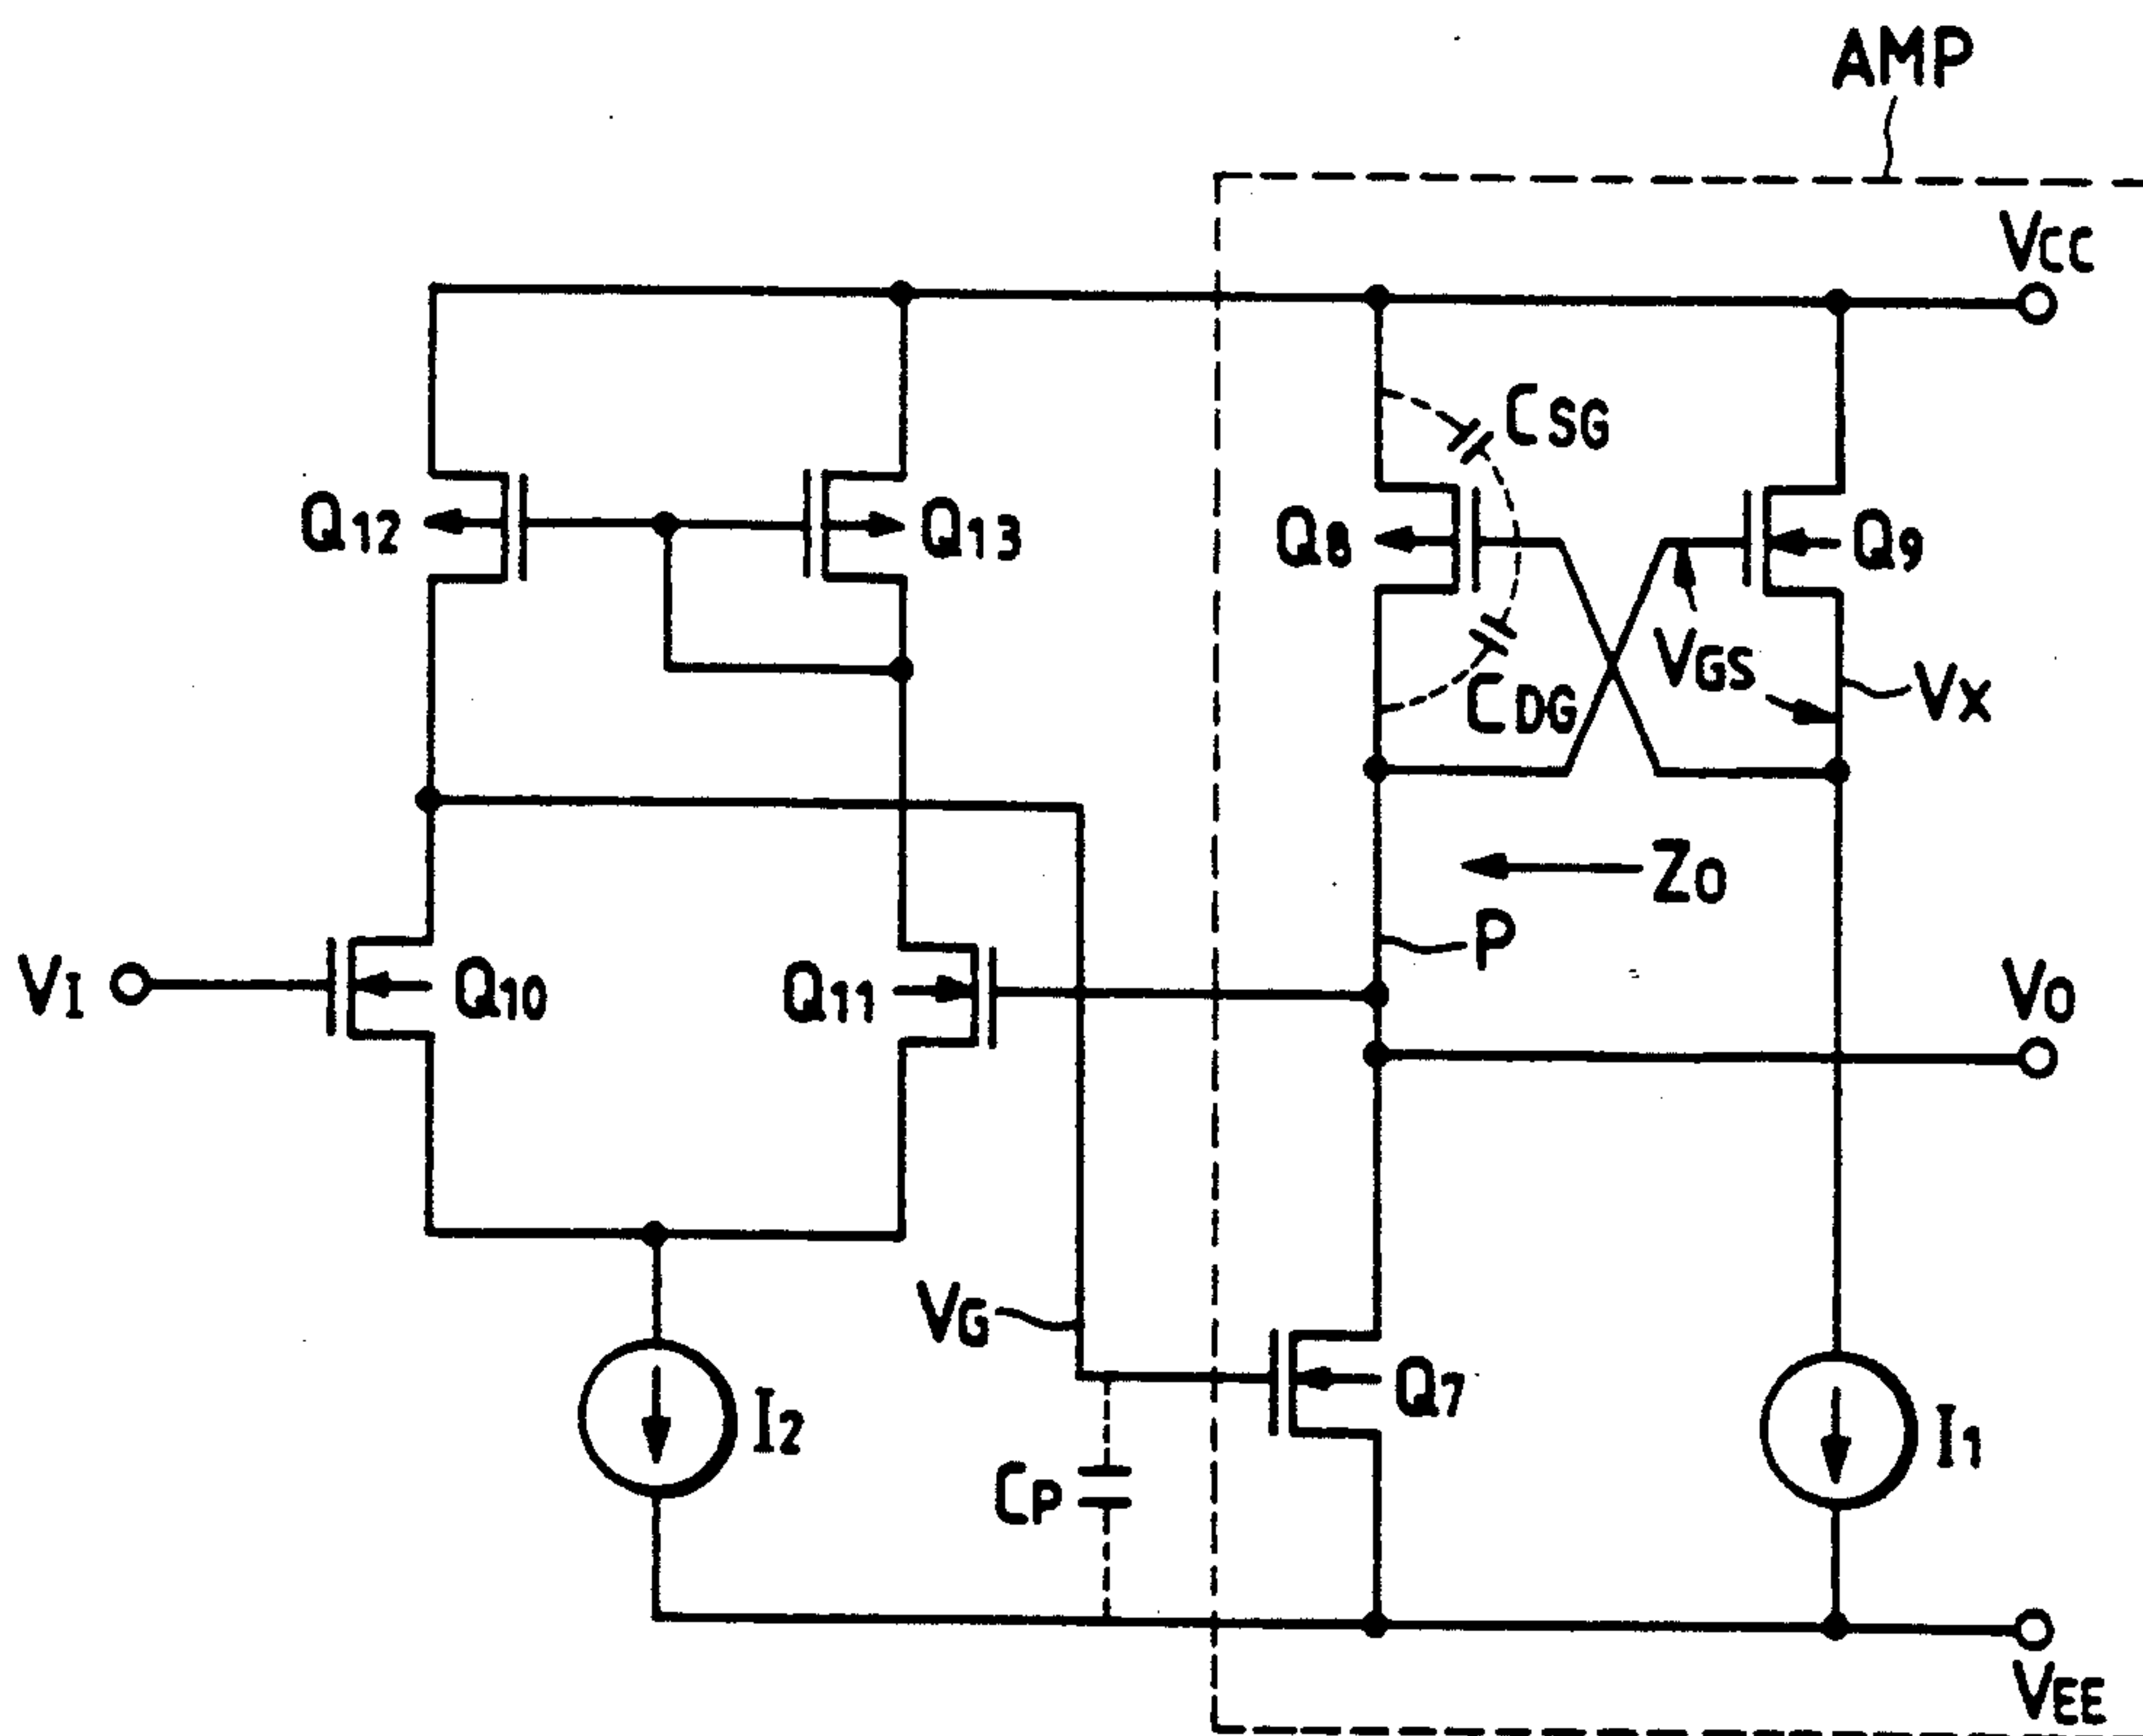 AMP
VCC
CSG
Q12
Q13
Q8
Q9
VGS
VX
CDG
ZO
P
VI
Q10
Q11
VO
VG
Q7
I2
I1
CP
VEE